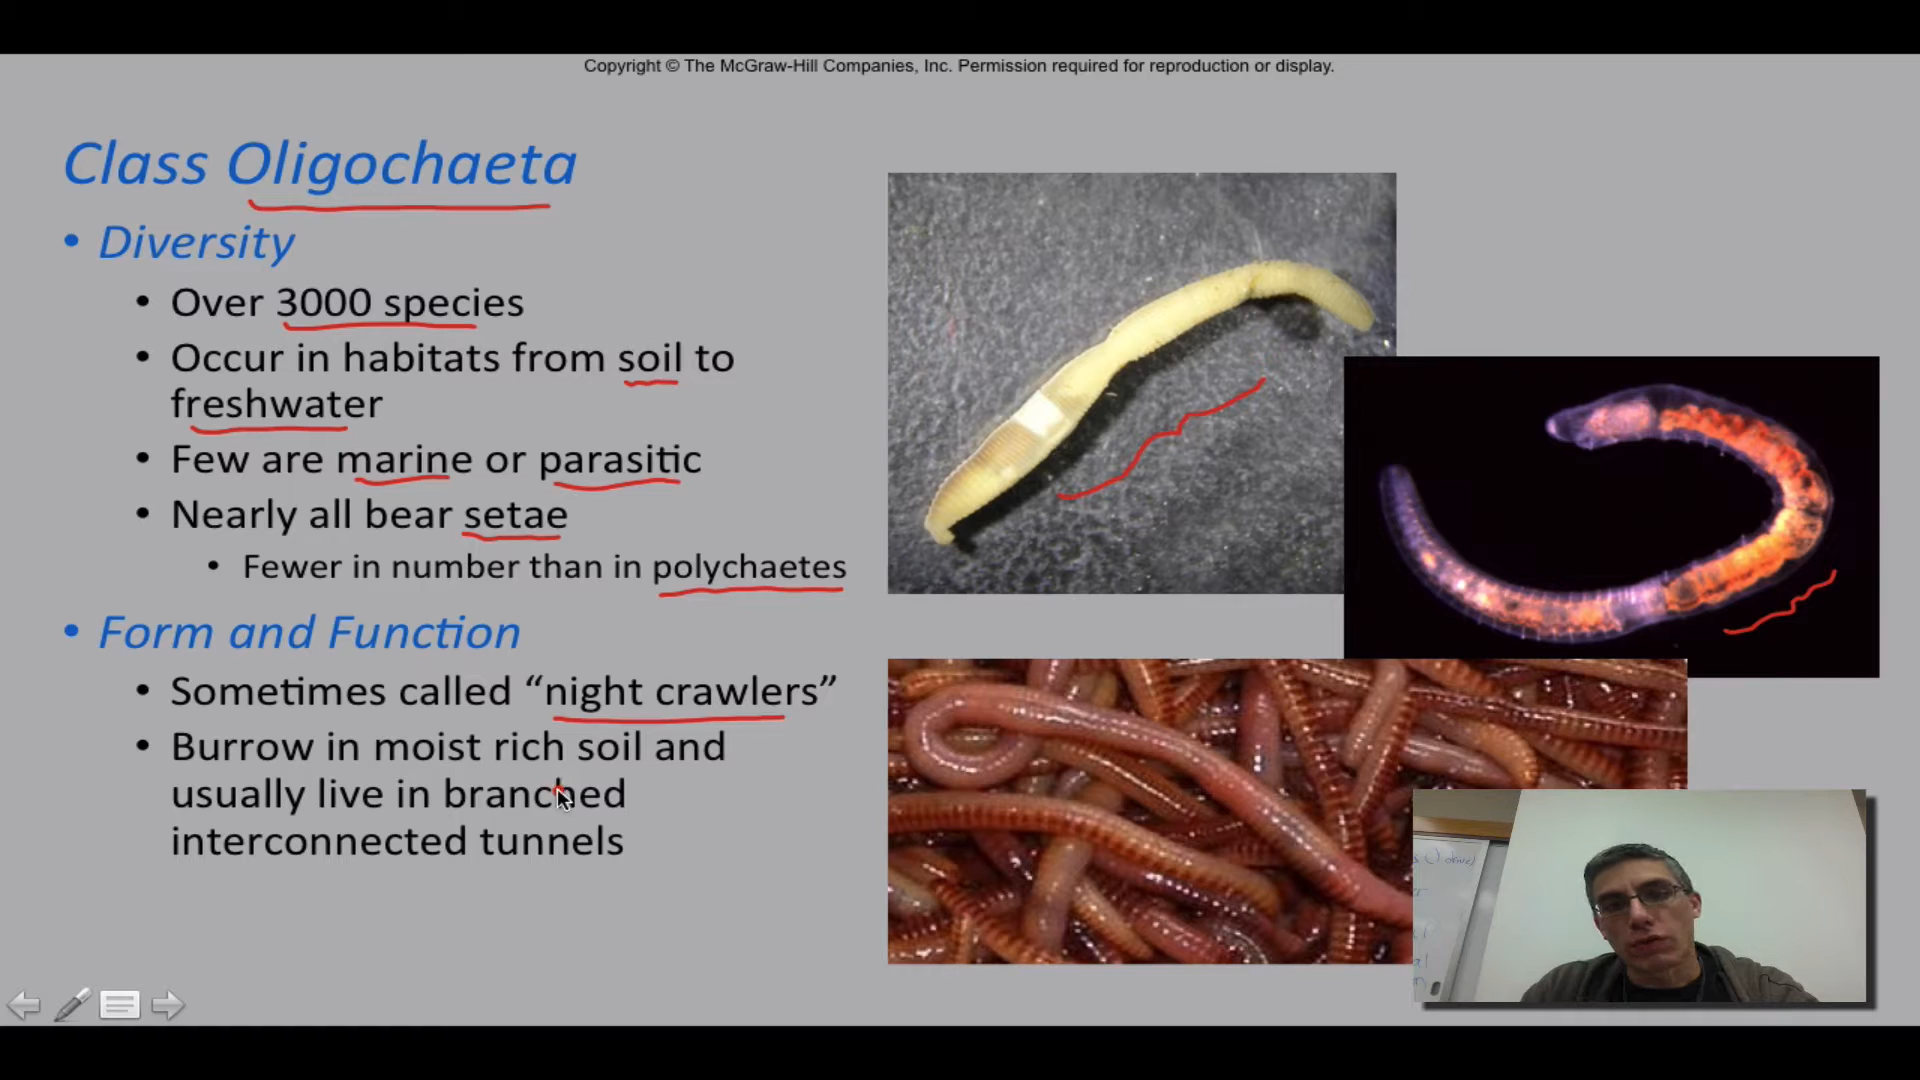 Copyright © The McGraw-Hill Companies, Inc. Permission required for reproduction or display.
Class Oligochaeta
• Diversity
• Over 3000 species
• Occur in habitats from soil to
freshwater
• Few are marine or parasitic
• Nearly all bear setae
• Fewer in number than in polychaetes
• Form and Function
• Sometimes called “night crawlers”
• Burrow in moist rich soil and
usually live in branched
interconnected tunnels